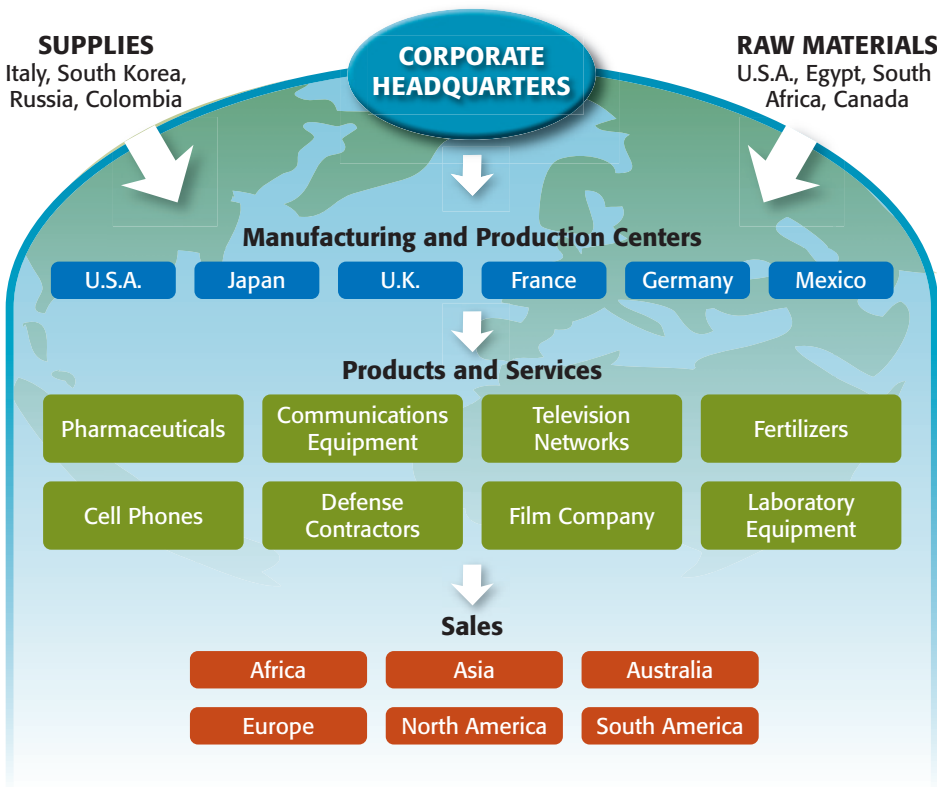 SUPPLIES
Italy, South Korea,
Russia, Colombia
CORPORATE
HEADQUARTERS
RAW MATERIALS
U.S.A., Egypt, South
Africa, Canada
Manufacturing and Production Centers
U.S.A.
Japan
U.K.
France
Germany
Mexico
Products and Services
Pharmaceuticals
Communications
Equipment
Television
Networks
Fertilizers
Cell Phones
Defense
Contractors
Film Company
Laboratory
Equipment
Sales
Africa
Asia
Australia
Europe
North America
South America